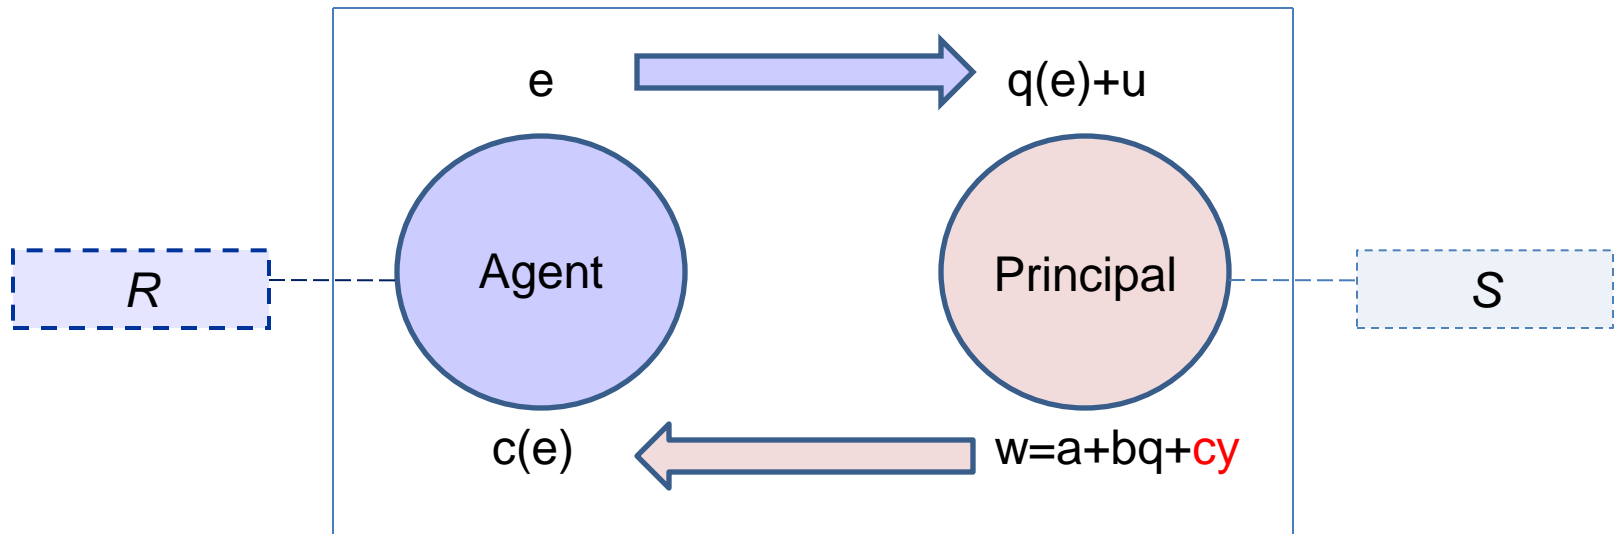 e
q(e)+u
R
Agent
Principal
S
c(e)
w=a+bq+cy